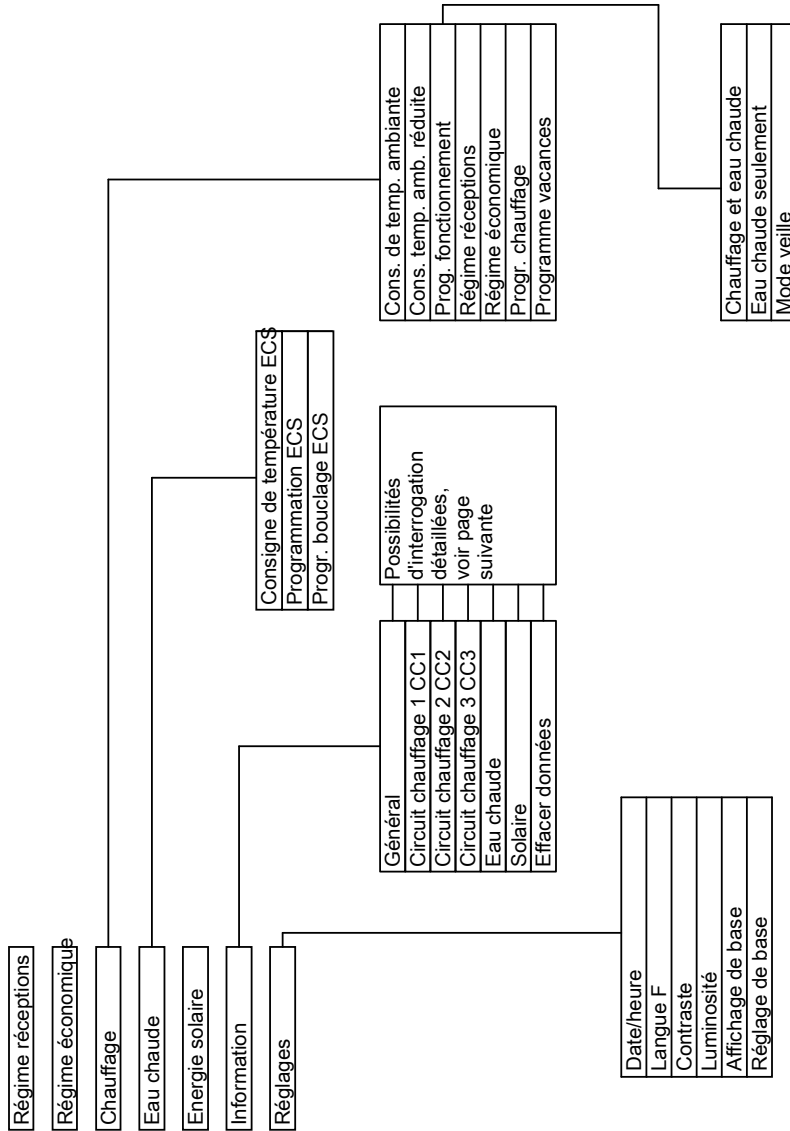 Régime réceptions
Régime économique
Chauffage
Eau chaude
Energie solaire
Information
Réglages
Date/heure
Langue F
Contraste
Luminosité
Affichage de base
Réglage de base
Général
Circuit chauffage 1 CC1
Circuit chauffage 2 CC2
Circuit chauffage 3 CC3
Eau chaude
Solaire
Effacer données
Possibilités
d'interrogation
détaillées,
voir page
suivante
Consigne de température ECS
Programmation ECS
Progr. bouclage ECS
Cons. de temp. ambiante
Cons. temp. amb. réduite
Prog. fonctionnement
Régime réceptions
Régime économique
Progr. chauffage
Programme vacances
Chauffage et eau chaude
Eau chaude seulement
Mode veille